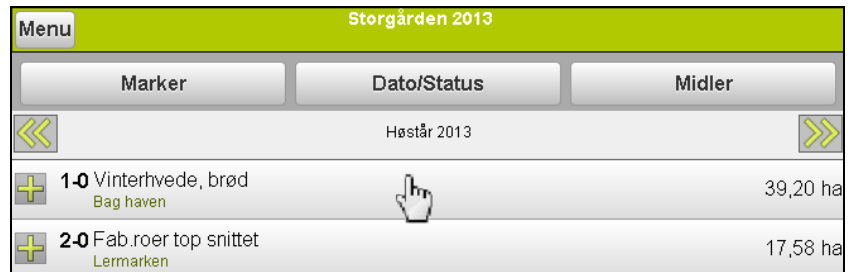 Storgården 2013
Menu
Marker Dato/Status Midler
Høstår 2013
1-0 Vinterhvede, brød 39,20 ha
Bag haven
2-0 Fab.roer top snittet 17,58 ha
Lermarken